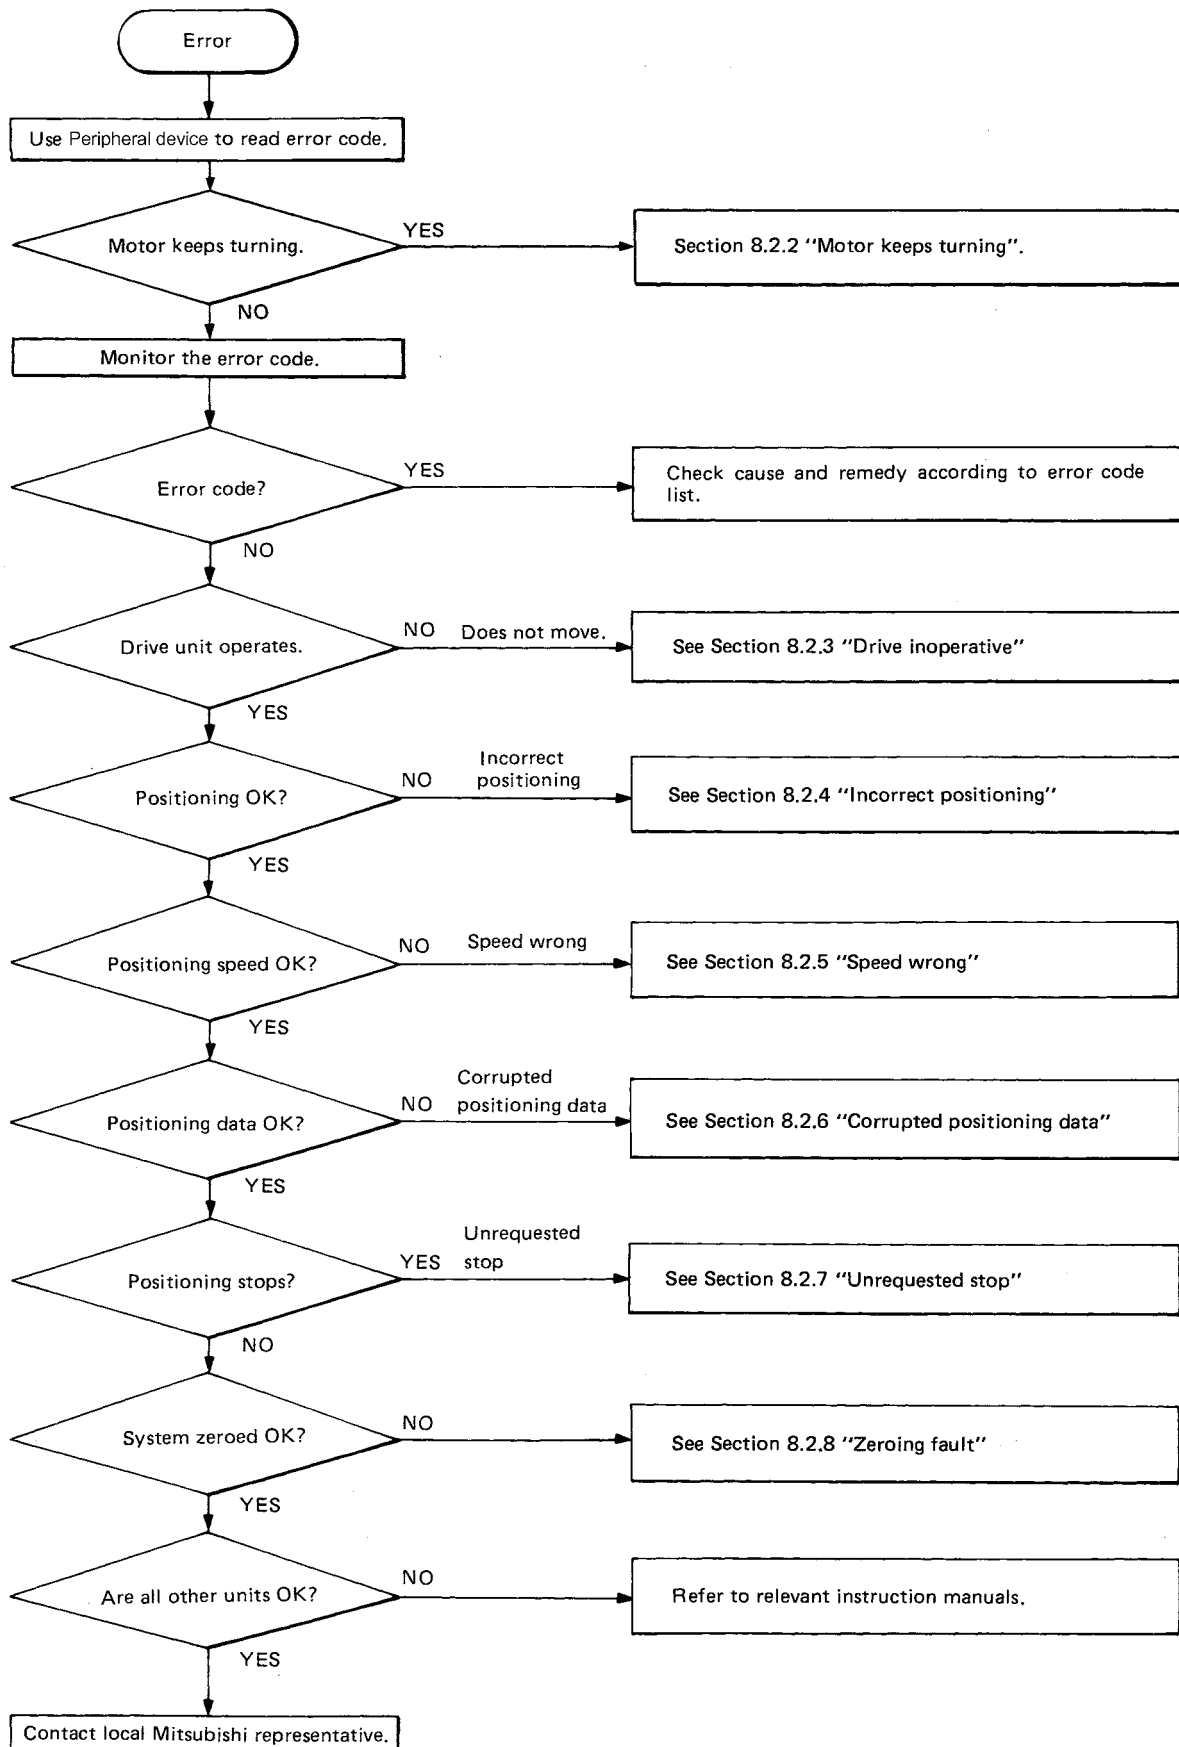 Error
Use Peripheral device to read error code.
Motor keeps turning.
YES
Section 8.2.2 "Motor keeps turning".
NO
Monitor the error code.
Error code?
YES
Check cause and remedy according to error code
list.
NO
Drive unit operates.
NO Does not move.
See Section 8.2.3 "Drive inoperative"
YES
Positioning OK?
NO
Incorrect
positioning
See Section 8.2.4 "Incorrect positioning"
YES
Positioning speed OK?
NO Speed wrong
See Section 8.2.5 "Speed wrong"
YES
Positioning data OK?
NO
Corrupted
positioning data
See Section 8.2.6 "Corrupted positioning data"
YES
Positioning stops?
YES
Unrequested
stop
See Section 8.2.7 "Unrequested stop"
NO
System zeroed OK?
NO
See Section 8.2.8 "Zeroing fault"
YES
Are all other units OK?
NO
Refer to relevant instruction manuals.
YES
Contact local Mitsubishi representative.